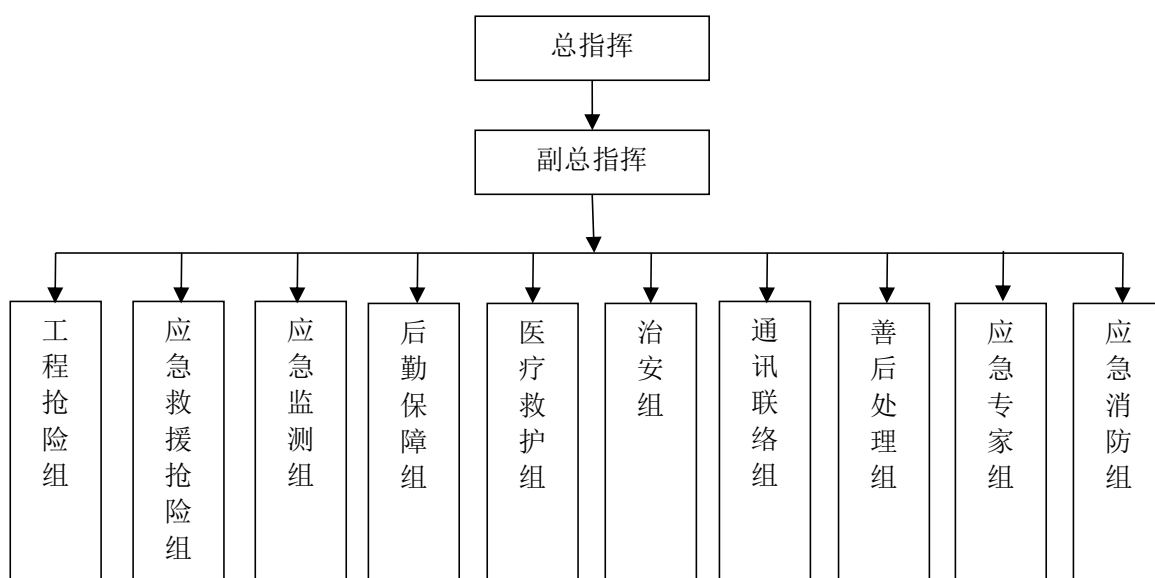 总指挥
副总指挥
工程抢险组
应急救援抢险组
应急监测组
后勤保障组
医疗救护组
治安组
通讯联络组
善后处理组
应急专家组
应急消防组